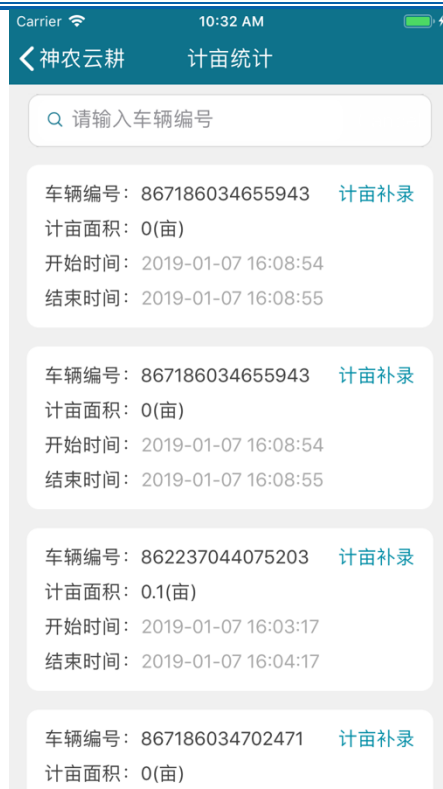 Carrier 10:32 AM
神农云耕 计亩统计
请输入车辆编号
车辆编号：867186034655943 计亩补录
计亩面积：0(亩)
开始时间：2019-01-07 16:08:54
结束时间：2019-01-07 16:08:55
车辆编号：867186034655943 计亩补录
计亩面积：0(亩)
开始时间：2019-01-07 16:08:54
结束时间：2019-01-07 16:08:55
车辆编号：862237044075203 计亩补录
计亩面积：0.1(亩)
开始时间：2019-01-07 16:03:17
结束时间：2019-01-07 16:04:17
车辆编号：867186034702471 计亩补录
计亩面积：0(亩)